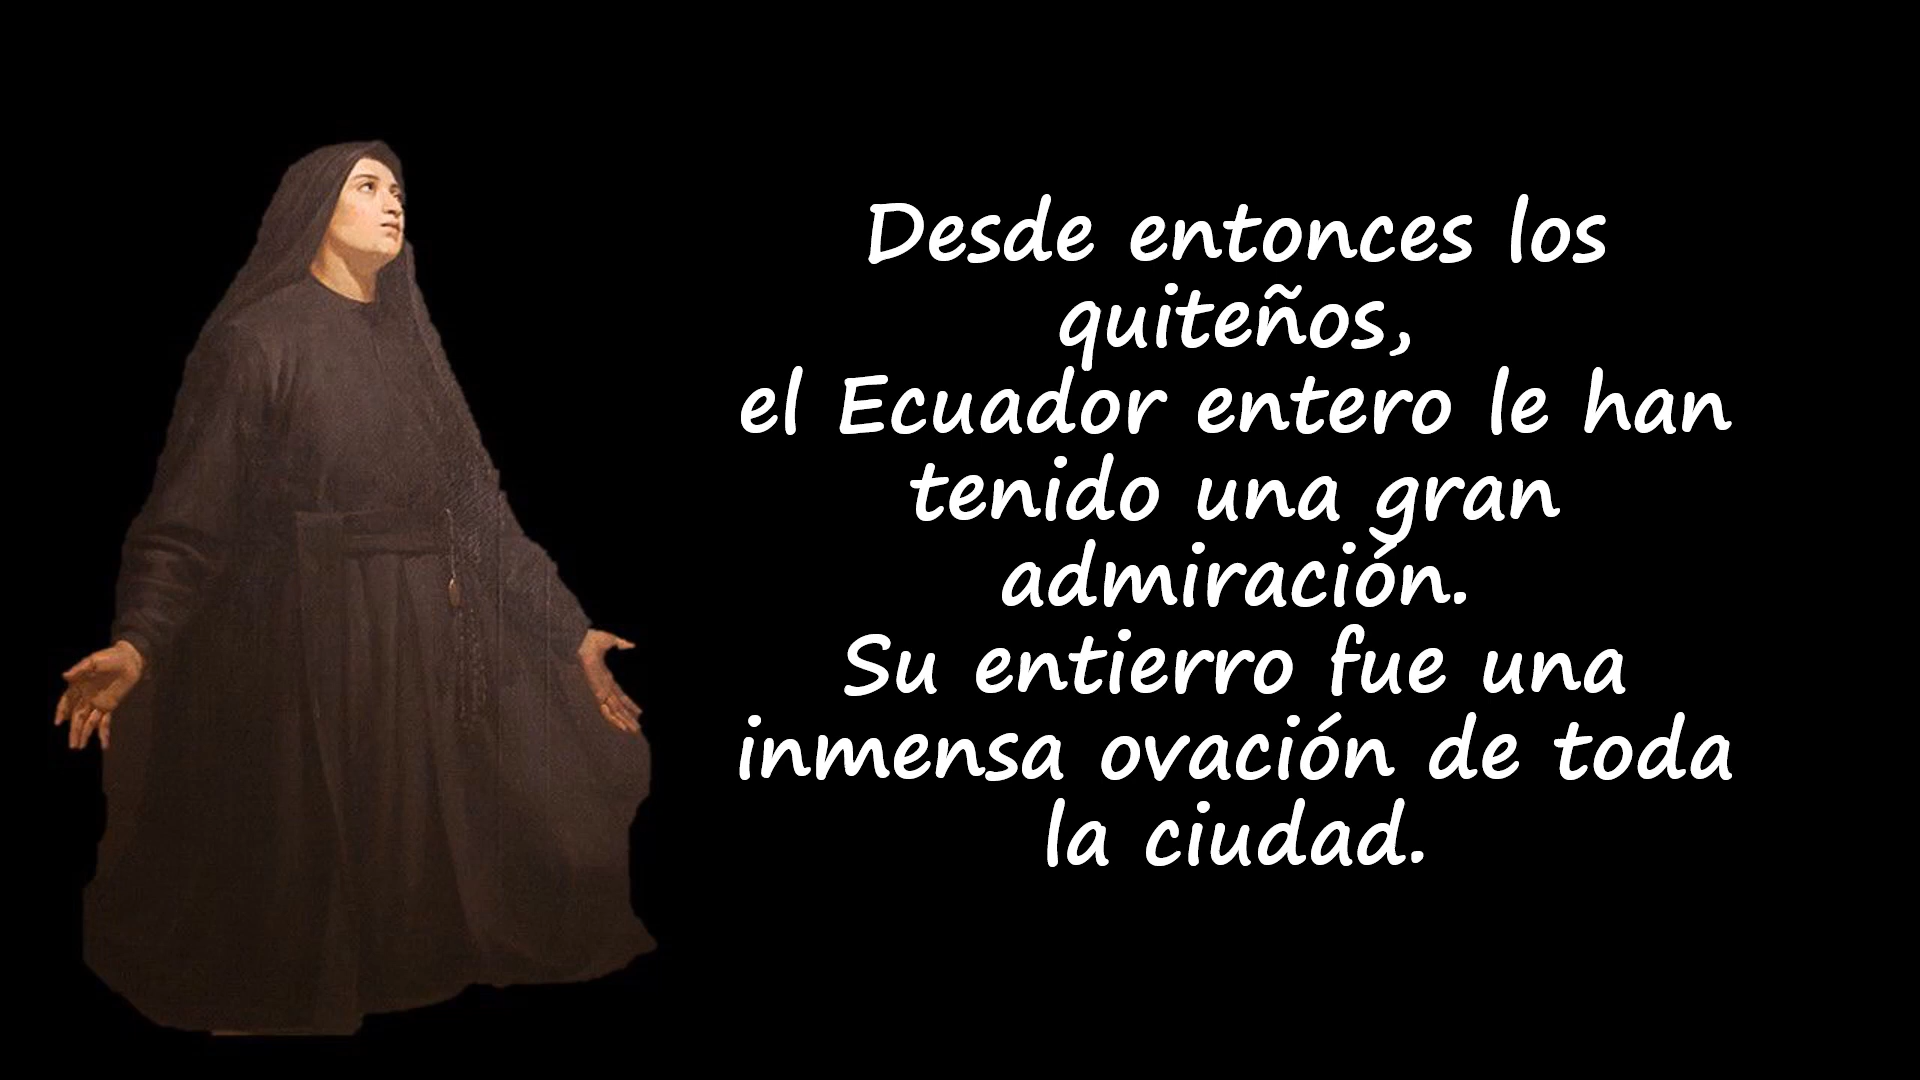 Desde entonces los
quiteños,
el Ecuador entero le han
tenido una gran
admiración.
Su entierro fue una
inmensa ovación de toda
la ciudad.